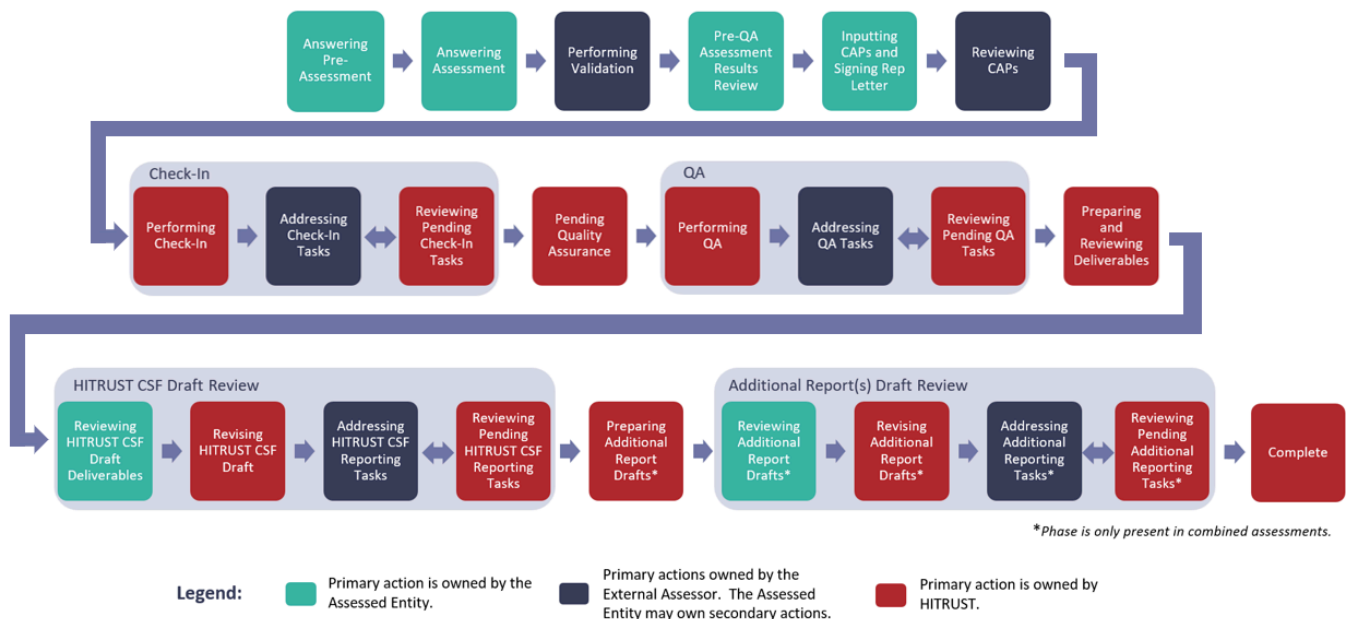 Answering
Pre-
Assessment
Answering
Assessment
Performing
Validation
Pre-QA
Assessment
Results
Review
Inputting
CAPs and
Signing Rep
Letter
Reviewing
CAPs
Check-In
Performing
Check-In
Addressing
Check-In
Tasks
Reviewing
Pending
Check-In
Tasks
Pending
Quality
Assurance
QA
Performing
QA
Addressing
QA Tasks
Reviewing
Pending QA
Tasks
Preparing
and
Reviewing
Deliverables
HITRUST CSF Draft Review
Reviewing
HITRUST CSF
Draft
Deliverables
Revising
HITRUST CSF
Draft
Addressing
HITRUST CSF
Reporting
Tasks
Reviewing
Pending
HITRUST CSF
Reporting
Tasks
Preparing
Additional
Report
Drafts*
Additional Report(s) Draft Review
Reviewing
Additional
Report
Drafts*
Revising
Additional
Report
Drafts*
Addressing
Additional
Reporting
Tasks*
Reviewing
Pending
Additional
Reporting
Tasks*
Complete
*Phase is only present in combined assessments.
Legend:
Primary action is owned by the
Assessed Entity.
Primary actions owned by the
External Assessor. The Assessed
Entity may own secondary actions.
Primary action is owned by
HITRUST.